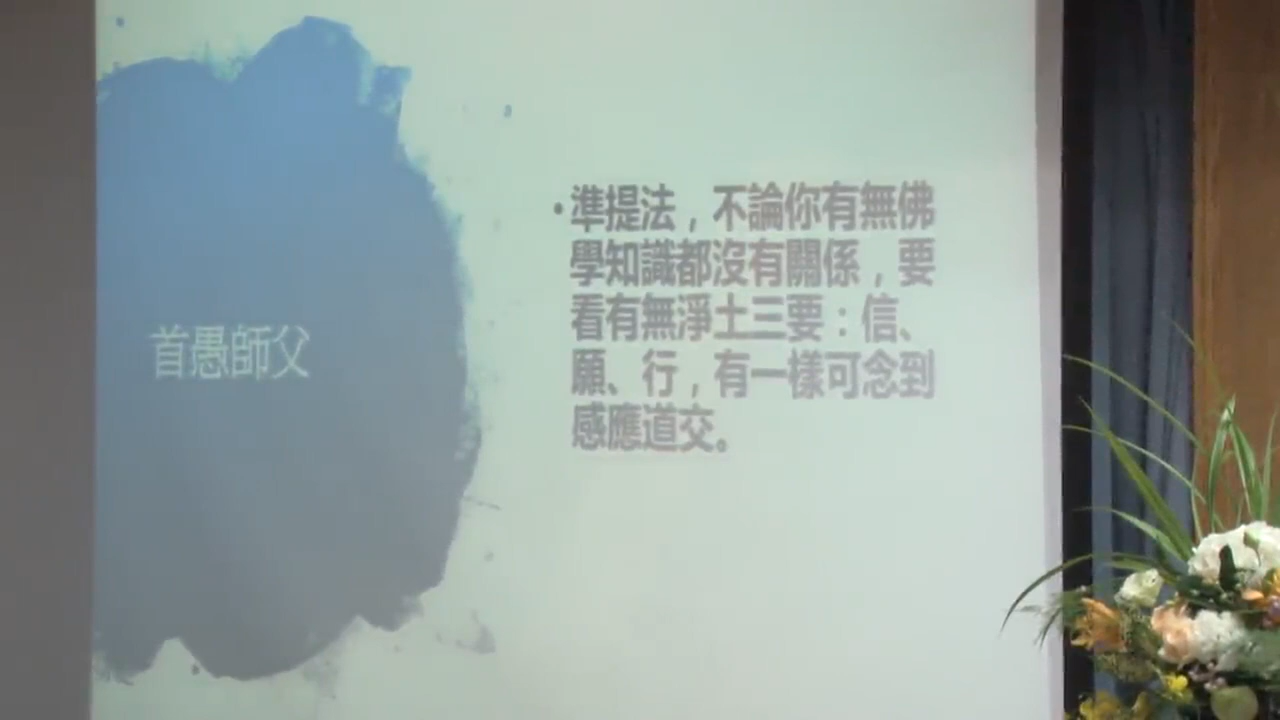 首愚師父
•準提法，不論你有無佛
學知識都沒有關係，要
看有無淨土三要：信、
願、行，有一樣可念到
感應道交。